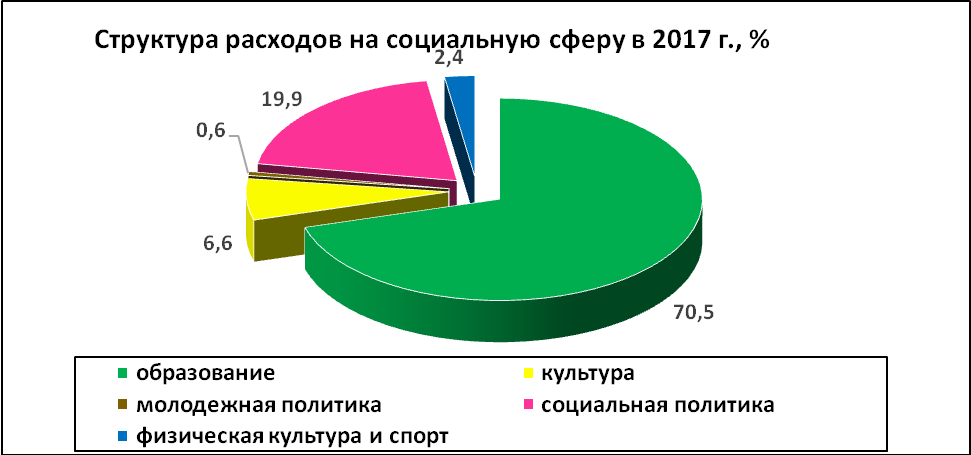 Структура расходов на социальную сферу в 2017 г., %
2,4
19,9
0,6
6,6
70,5
образование
культура
молодежная политика
социальная политика
физическая культура и спорт